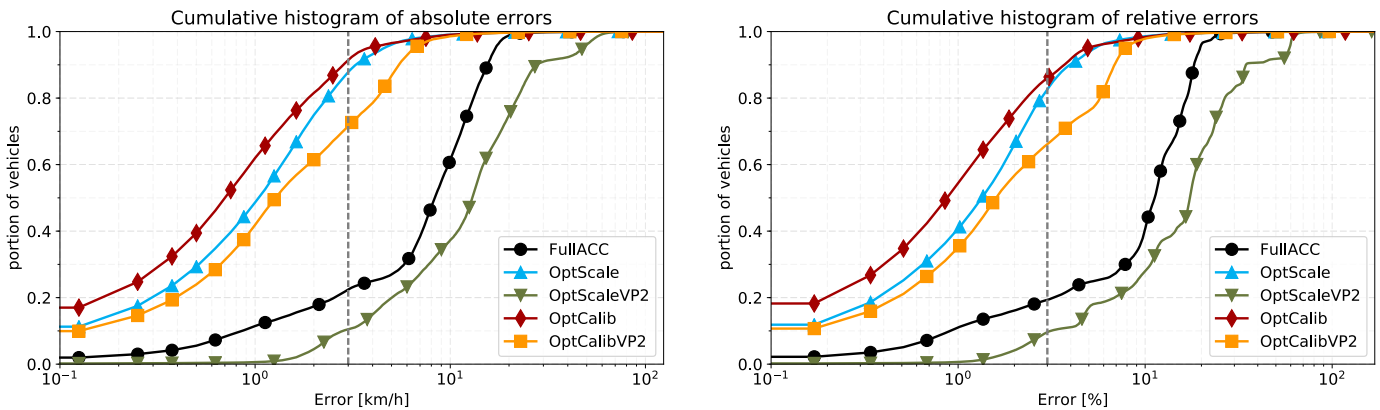 Cumulative histogram of absolute errors
1.0
0.8
0.6
0.4
0.2
0.0
portion of vehicles
10⁻¹
10⁰
10¹
10²
Error [km/h]
FullACC
OptScale
OptScaleVP2
OptCalib
OptCalibVP2
Cumulative histogram of relative errors
1.0
0.8
0.6
0.4
0.2
0.0
portion of vehicles
10⁻¹
10⁰
10¹
10²
Error [%]
FullACC
OptScale
OptScaleVP2
OptCalib
OptCalibVP2